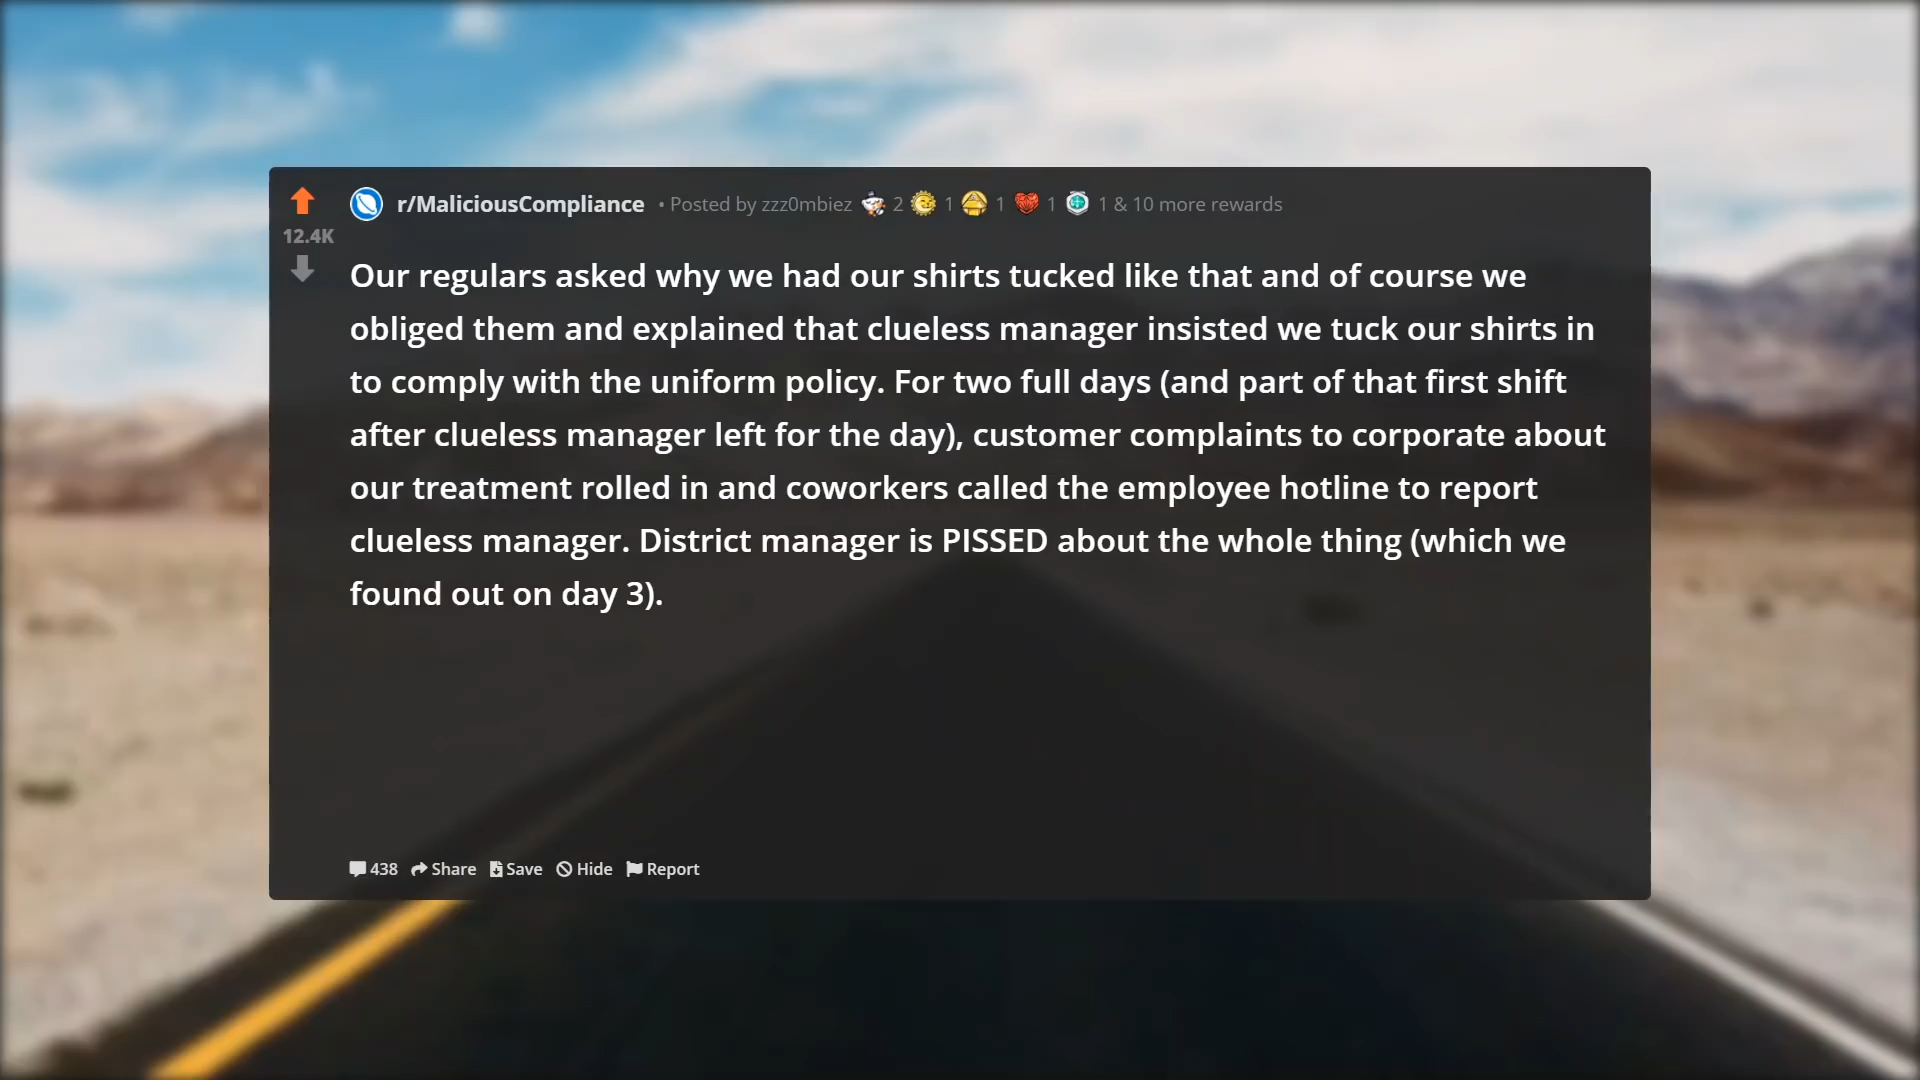 r/MaliciousCompliance • Posted by zzz0mbiez 2 1 1 1 1 & 10 more rewards
12.4K
Our regulars asked why we had our shirts tucked like that and of course we
obliged them and explained that clueless manager insisted we tuck our shirts in
to comply with the uniform policy. For two full days (and part of that first shift
after clueless manager left for the day), customer complaints to corporate about
our treatment rolled in and coworkers called the employee hotline to report
clueless manager. District manager is PISSED about the whole thing (which we
found out on day 3).
438 Share Save Hide Report